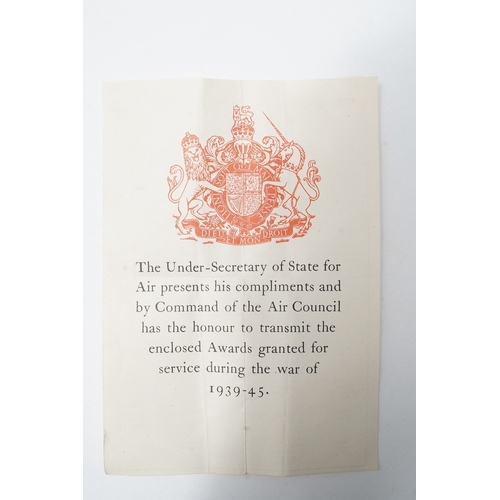 DIEU ET MON DROIT
The Under-Secretary of State for
Air presents his compliments and
by Command of the Air Council
has the honour to transmit the
enclosed Awards granted for
service during the war of
1939-45.